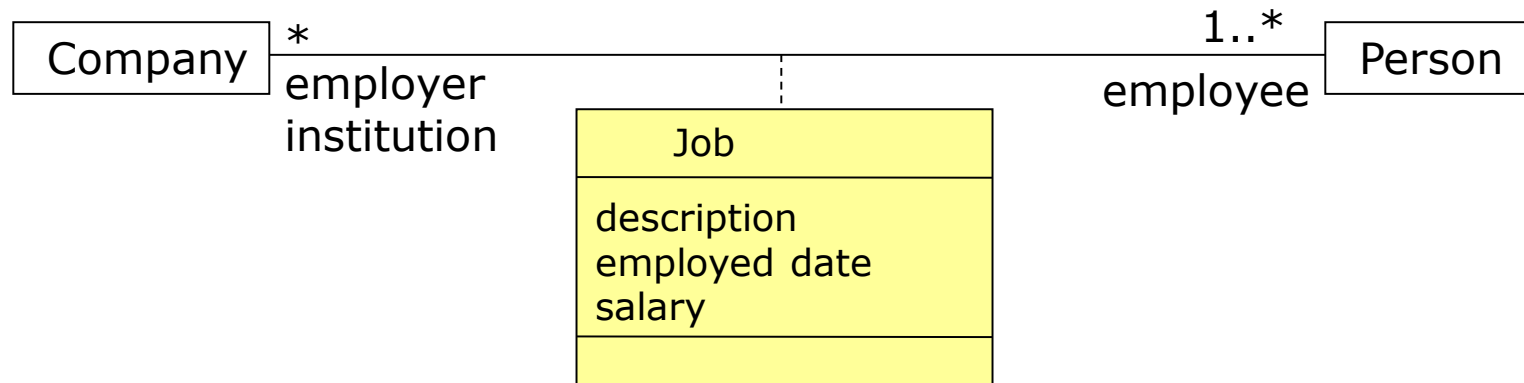 Company
*
employer
institution
1..*
employee
Person
Job
description
employed date
salary